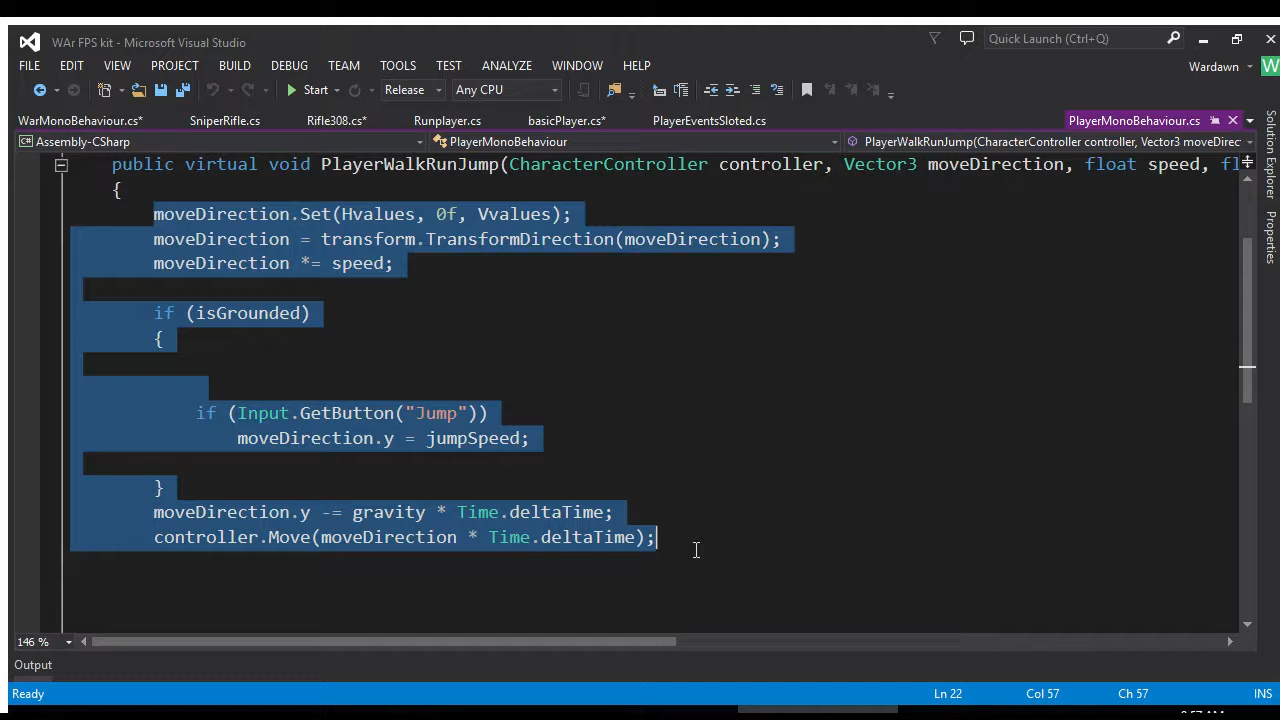 WAr FPS kit - Microsoft Visual Studio
Quick Launch (Ctrl+Q)
FILE EDIT VIEW PROJECT BUILD DEBUG TEAM TOOLS TEST ANALYZE WINDOW HELP
Wardawn W
Start Release Any CPU
WarMonoBehaviour.cs* SniperRifle.cs Rifle308.cs* Runplayer.cs basicPlayer.cs* PlayerEventsSloted.cs PlayerMonoBehaviour.cs
Assembly-CSharp PlayerMonoBehaviour PlayerWalkRunJump(CharacterController controller, Vector3 moveDirec
public virtual void PlayerWalkRunJump(CharacterController controller, Vector3 moveDirection, float speed, fl
{
moveDirection.Set(Hvalues, 0f, Vvalues);
moveDirection = transform.TransformDirection(moveDirection);
moveDirection *= speed;
if (isGrounded)
{
if (Input.GetButton("Jump"))
moveDirection.y = jumpSpeed;
}
moveDirection.y -= gravity * Time.deltaTime;
controller.Move(moveDirection * Time.deltaTime);
146 %
Output
Ready Ln 22 Col 57 Ch 57 INS
Solution Explorer
Properties